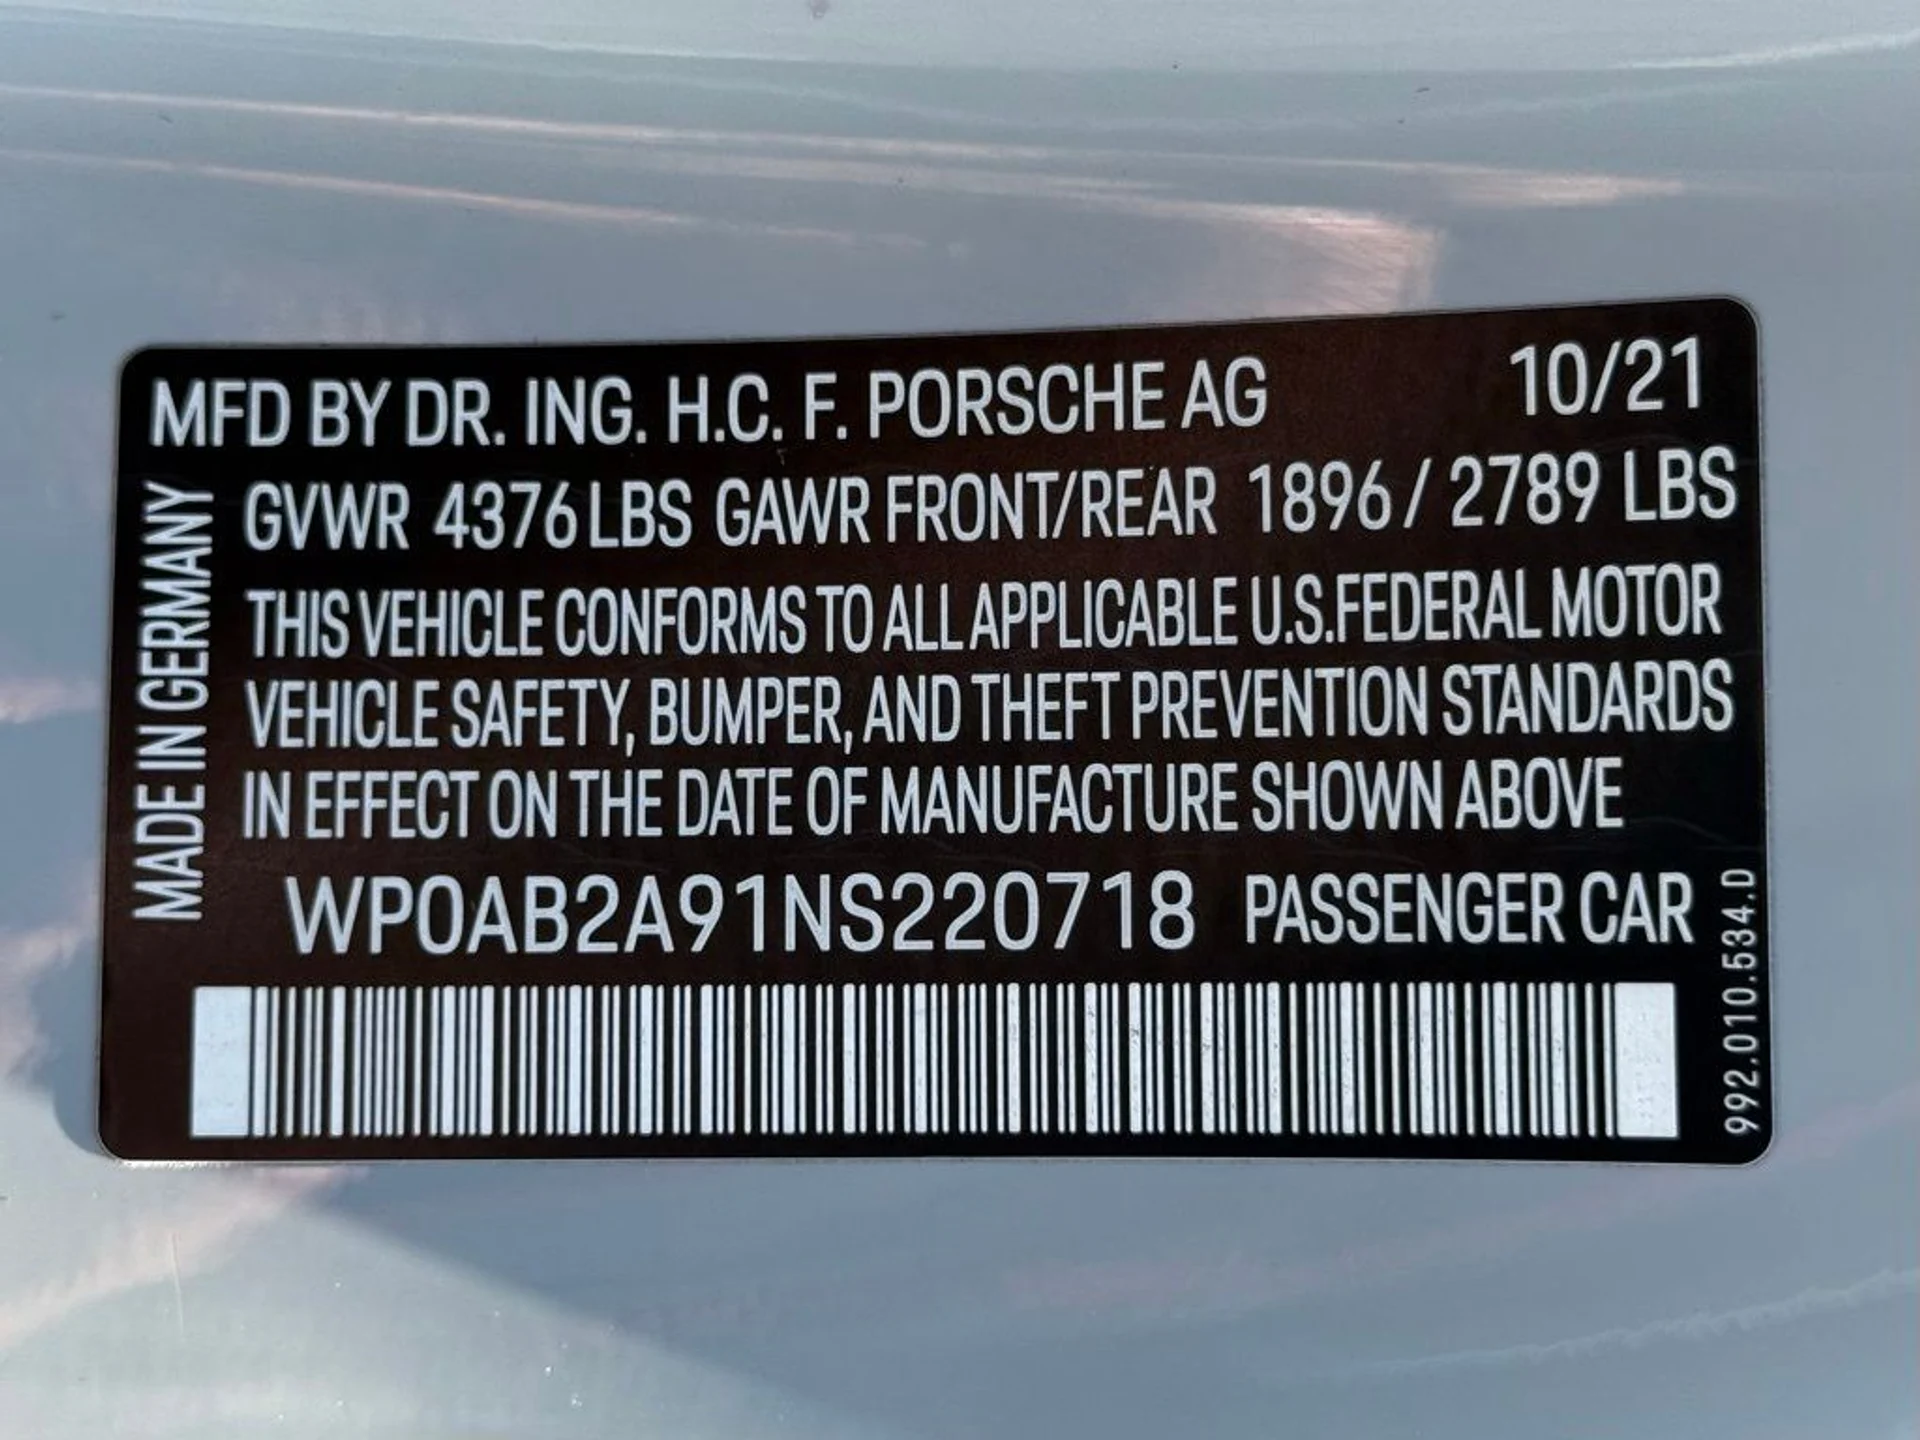 MFD BY DR. ING. H.C. F. PORSCHE AG 10/21
GVWR 4376LBS GAWR FRONT/REAR 1896 / 2789 LBS
THIS VEHICLE CONFORMS TO ALL APPLICABLE U.S.FEDERAL MOTOR
VEHICLE SAFETY, BUMPER, AND THEFT PREVENTION STANDARDS
IN EFFECT ON THE DATE OF MANUFACTURE SHOWN ABOVE
WP0AB2A91NS220718 PASSENGER CAR
MADE IN GERMANY
992.010.534.D